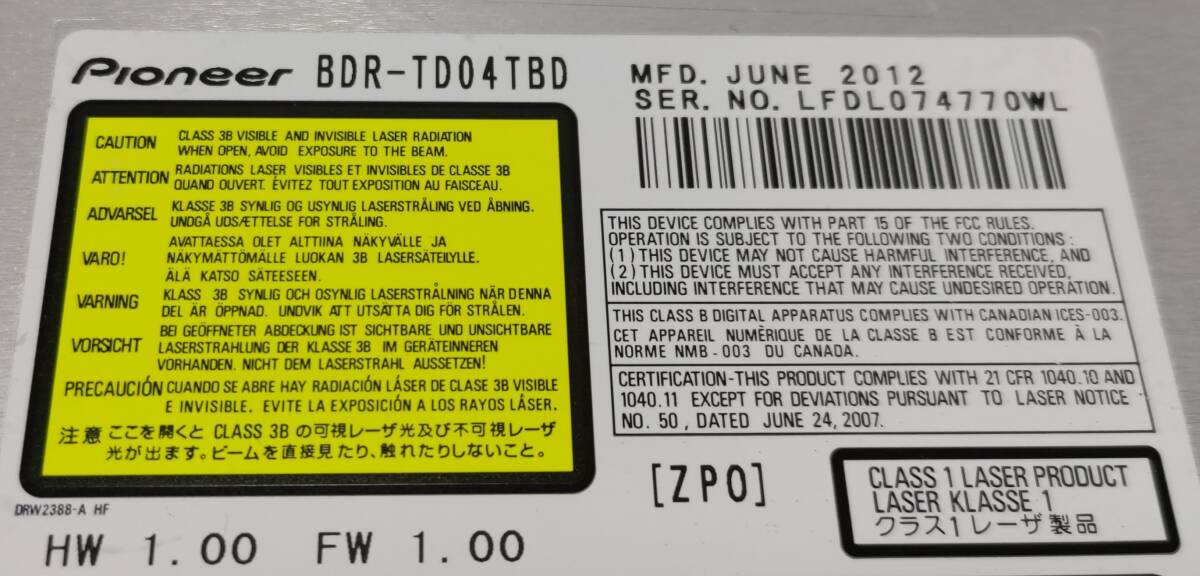 Pioneer BDR-TD04TBD
MFD. JUNE 2012
SER. NO. LFDL074770WL
CAUTION CLASS 3B VISIBLE AND INVISIBLE LASER RADIATION
WHEN OPEN, AVOID EXPOSURE TO THE BEAM.
ATTENTION RADIATIONS LASER VISIBLES ET INVISIBLES DE CLASSE 3B
QUAND OUVERT. ÉVITEZ TOUT EXPOSITION AU FAISCEAU.
ADVARSEL KLASSE 3B SYNLIG OG USYNLIG LASERSTRÅLING VED ÅBNING.
UNDGÅ UDSÆTTELSE FOR STRÅLING.
VARO! AVATTAESSA OLET ALTTIINA NÄKYVÄLLE JA
NÄKYMÄTTÖMÄLLE LUOKAN 3B LASERSÄTEILYLLE.
ÄLÄ KATSO SÄTEESEEN.
VARNING KLASS 3B SYNLIG OCH OSYNLIG LASERSTRÅLNING NÄR DENNA
DEL ÄR ÖPPNAD. UNDVIK ATT UTSÄTTA DIG FÖR STRÅLEN.
VORSICHT BEI GEÖFFNETER ABDECKUNG IST SICHTBARE UND UNSICHTBARE
LASERSTRAHLUNG DER KLASSE 3B IM GERÄTEINNEREN
VORHANDEN. NICHT DEM LASERSTRAHL AUSSETZEN!
PRECAUCIÓN CUANDO SE ABRE HAY RADIACIÓN LÁSER DE CLASE 3B VISIBLE
E INVISIBLE. EVITE LA EXPOSICIÓN A LOS RAYOS LÁSER.
注意 ここを開くと CLASS 3B の可視レーザ光及び不可視レーザ
光が出ます。ビームを直接見たり、触れたりしないこと。
DRW2388-A HF
HW 1.00 FW 1.00
THIS DEVICE COMPLIES WITH PART 15 OF THE FCC RULES.
OPERATION IS SUBJECT TO THE FOLLOWING TWO CONDITIONS :
(1) THIS DEVICE MAY NOT CAUSE HARMFUL INTERFERENCE, AND
(2) THIS DEVICE MUST ACCEPT ANY INTERFERENCE RECEIVED,
INCLUDING INTERFERENCE THAT MAY CAUSE UNDESIRED OPERATION.
THIS CLASS B DIGITAL APPARATUS COMPLIES WITH CANADIAN ICES-003.
CET APPAREIL NUMÈRIQUE DE LA CLASSE B EST CONFORME À LA
NORME NMB-003 DU CANADA.
CERTIFICATION-THIS PRODUCT COMPLIES WITH 21 CFR 1040.10 AND
1040.11 EXCEPT FOR DEVIATIONS PURSUANT TO LASER NOTICE
NO. 50, DATED JUNE 24, 2007.
[ZPO]
CLASS 1 LASER PRODUCT
LASER KLASSE 1
クラス1 レーザ製品